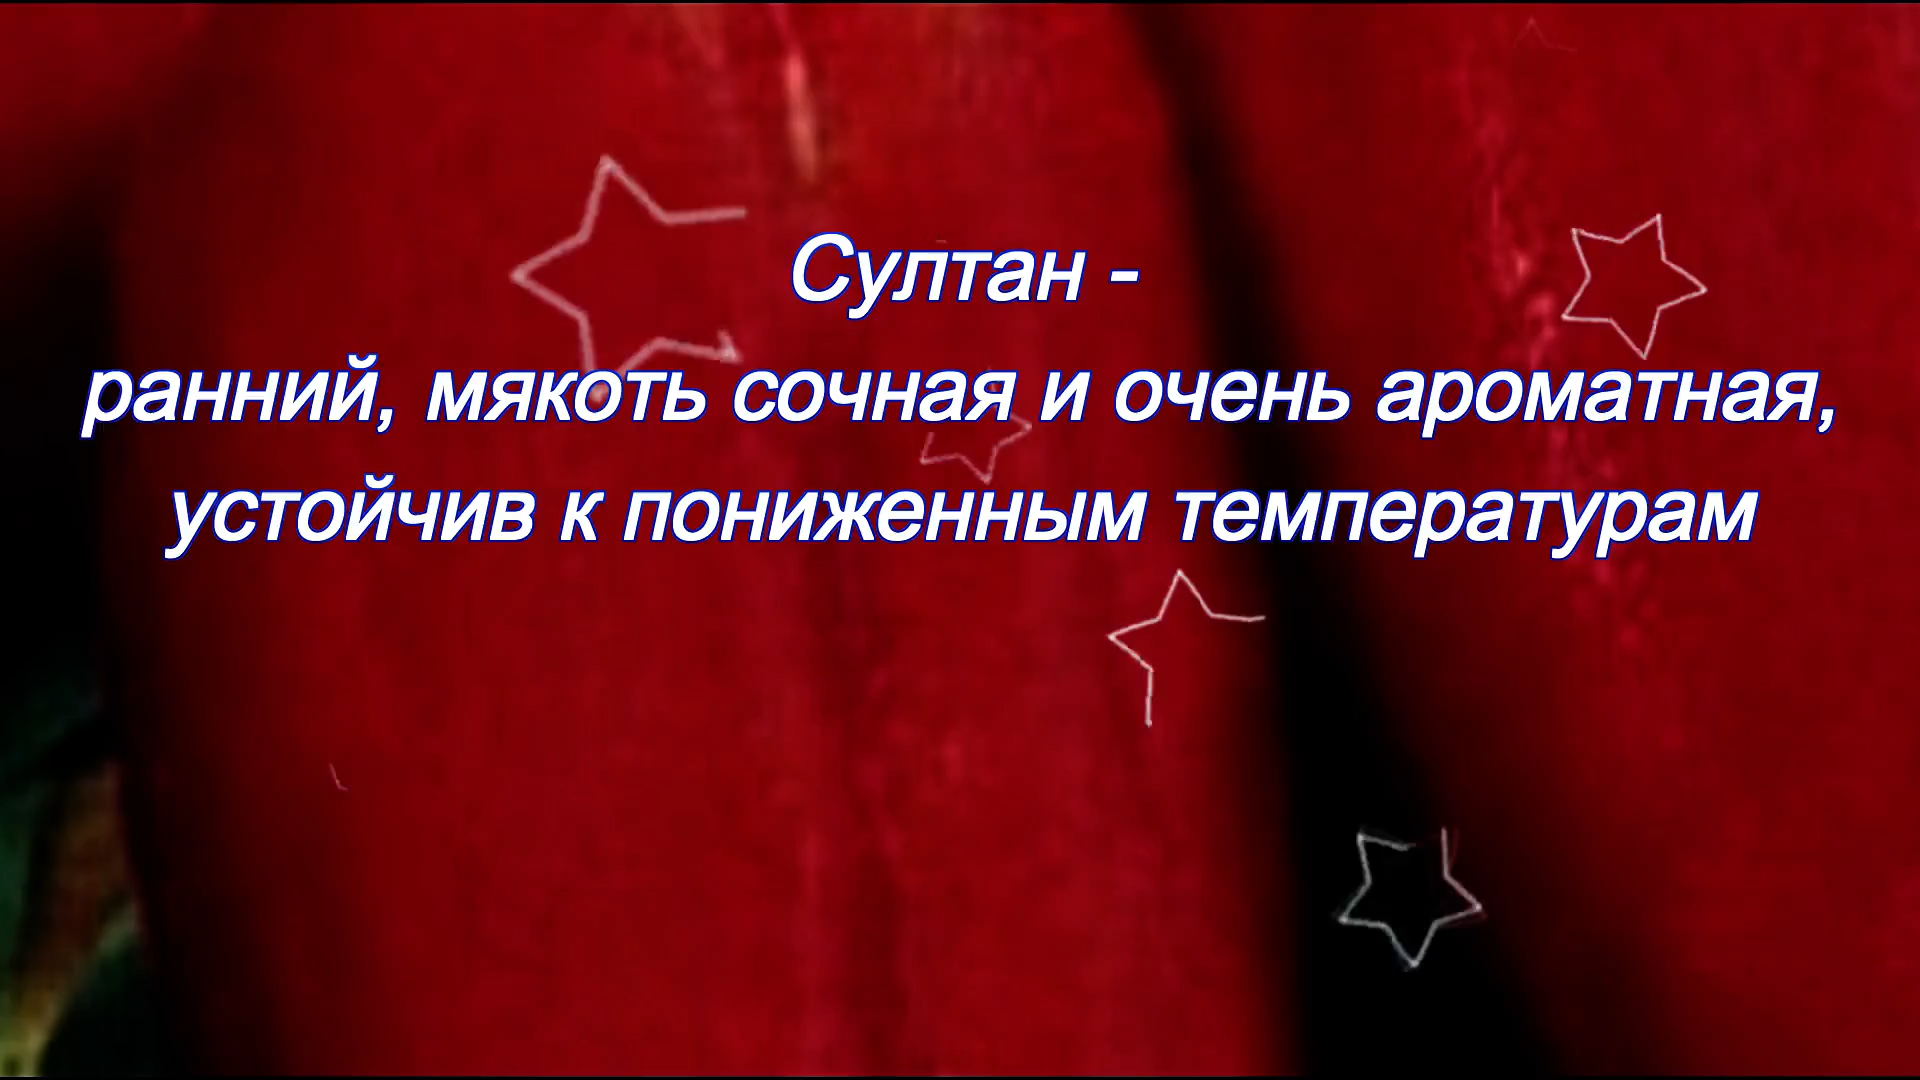 Султан -
ранний, мякоть сочная и очень ароматная,
устойчив к пониженным температурам